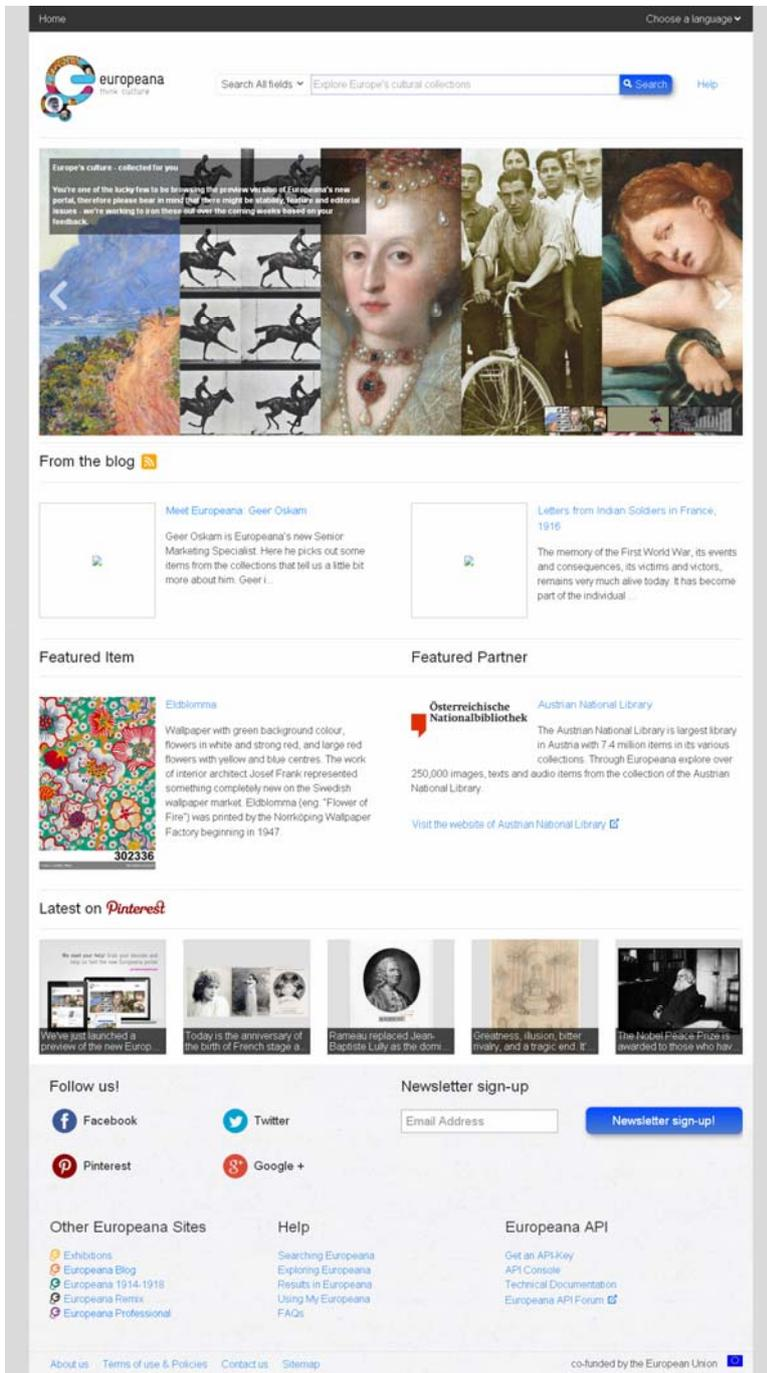 Home
Choose a language
europeana
think culture
Search All fields
Explore Europe's cultural collections
Search
Help
Europe's culture - collected for you
You're one of the lucky few to be browsing the preview version of Europeana's new
portal, therefore please bear in mind that there might be stability, feature and editorial
issues - we're working to iron these out over the coming weeks based on your
feedback.
From the blog
Meet Europeana: Geer Oskam
Geer Oskam is Europeana's new Senior
Marketing Specialist. Here he picks out some
items from the collections that tell us a little bit
more about him. Geer i...
Letters from Indian Soldiers in France,
1916
The memory of the First World War, its events
and consequences, its victims and victors,
remains very much alive today. It has become
part of the individual ...
Featured Item
Eldblomma
Wallpaper with green background colour,
flowers in white and strong red, and large red
flowers with yellow and blue centres. The work
of interior architect Josef Frank represented
something completely new on the Swedish
wallpaper market. Eldblomma (eng. "Flower of
Fire") was printed by the Norrköping Wallpaper
Factory beginning in 1947.
302336
Featured Partner
Österreichische
Nationalbibliothek
Austrian National Library
The Austrian National Library is largest library
in Austria with 7.4 million items in its various
collections. Through Europeana explore over
250,000 images, texts and audio items from the collection of the Austrian
National Library.
Visit the website of Austrian National Library
Latest on Pinterest
We've just launched a
preview of the new Europ...
Today is the anniversary of
the birth of French stage a...
Rameau replaced Jean-
Baptiste Lully as the domi...
Greatness, illusion, bitter
rivalry, and a tragic end. It'
The Nobel Peace Prize is
awarded to those who hav...
Follow us!
Facebook
Twitter
Pinterest
Google +
Newsletter sign-up
Email Address
Newsletter sign-up!
Other Europeana Sites
Exhibitions
Europeana Blog
Europeana 1914-1918
Europeana Remix
Europeana Professional
Help
Searching Europeana
Exploring Europeana
Results in Europeana
Using My Europeana
FAQs
Europeana API
Get an API-Key
API Console
Technical Documentation
Europeana API Forum
About us
Terms of use & Policies
Contact us
Sitemap
co-funded by the European Union